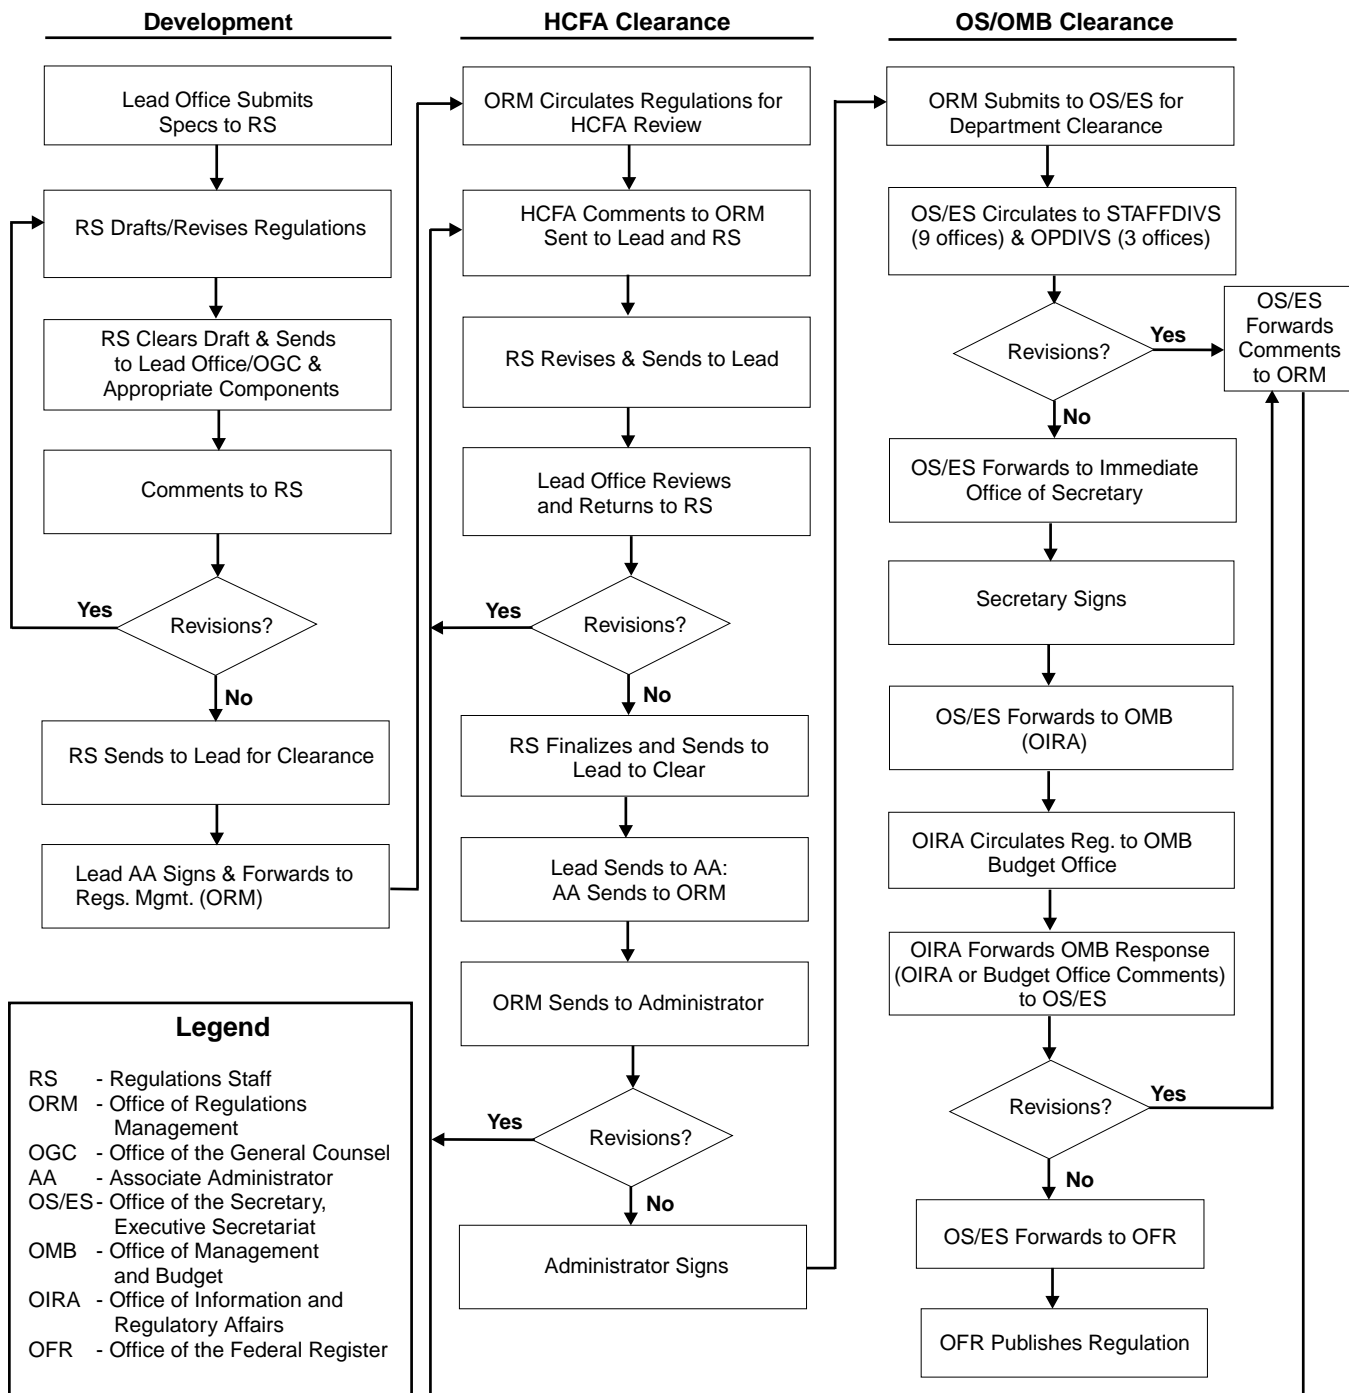 Development
Lead Office Submits
Specs to RS
RS Drafts/Revises Regulations
RS Clears Draft & Sends
to Lead Office/OGC &
Appropriate Components
Comments to RS
Yes
Revisions?
No
RS Sends to Lead for Clearance
Lead AA Signs & Forwards to
Regs. Mgmt. (ORM)
HCFA Clearance
ORM Circulates Regulations for
HCFA Review
HCFA Comments to ORM
Sent to Lead and RS
RS Revises & Sends to Lead
Lead Office Reviews
and Returns to RS
Yes
Revisions?
No
RS Finalizes and Sends to
Lead to Clear
Lead Sends to AA:
AA Sends to ORM
ORM Sends to Administrator
Yes
Revisions?
No
Administrator Signs
OS/OMB Clearance
ORM Submits to OS/ES for
Department Clearance
OS/ES Circulates to STAFFDIVS
(9 offices) & OPDIVS (3 offices)
Revisions?
Yes
OS/ES
Forwards
Comments
to ORM
No
OS/ES Forwards to Immediate
Office of Secretary
Secretary Signs
OS/ES Forwards to OMB
(OIRA)
OIRA Circulates Reg. to OMB
Budget Office
OIRA Forwards OMB Response
(OIRA or Budget Office Comments)
to OS/ES
Revisions?
Yes
No
OS/ES Forwards to OFR
OFR Publishes Regulation
Legend
RS - Regulations Staff
ORM - Office of Regulations
Management
OGC - Office of the General Counsel
AA - Associate Administrator
OS/ES - Office of the Secretary,
Executive Secretariat
OMB - Office of Management
and Budget
OIRA - Office of Information and
Regulatory Affairs
OFR - Office of the Federal Register